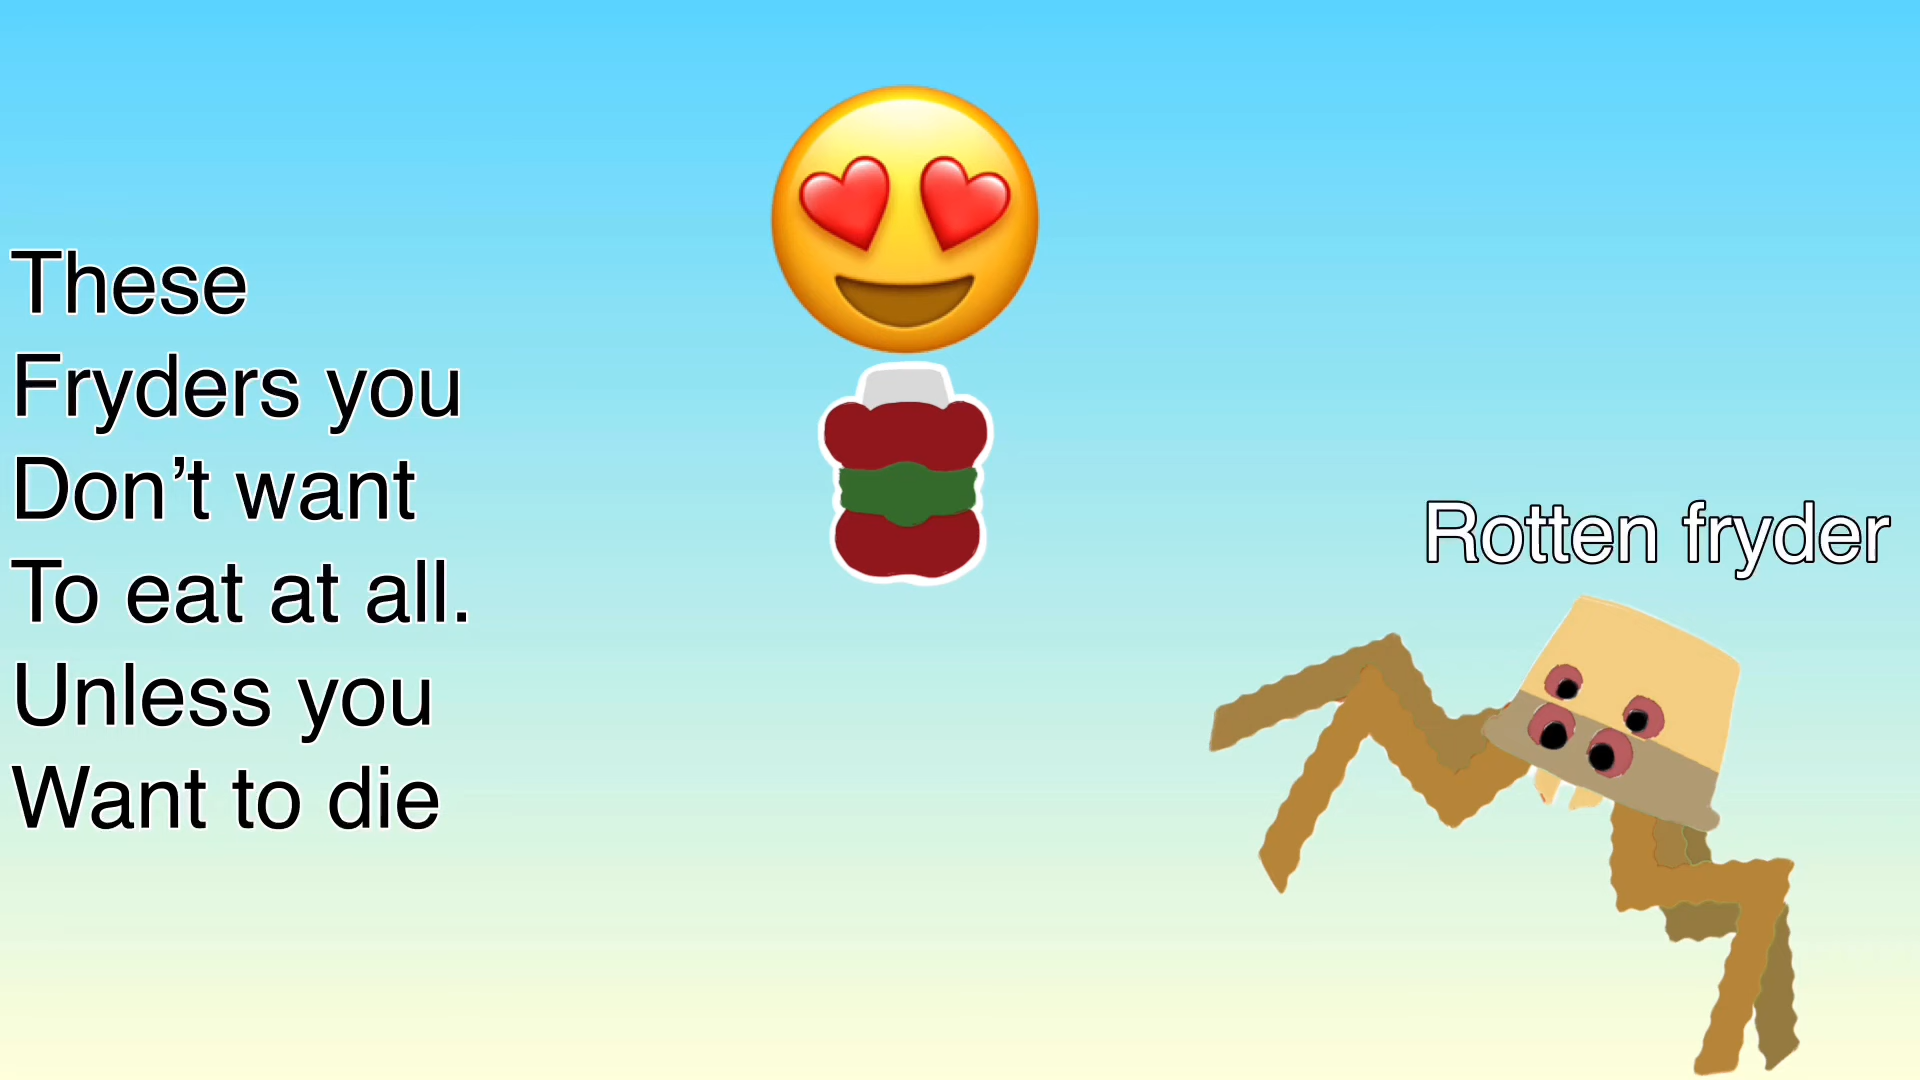 These
Fryders you
Don’t want
To eat at all.
Unless you
Want to die
Rotten fryder